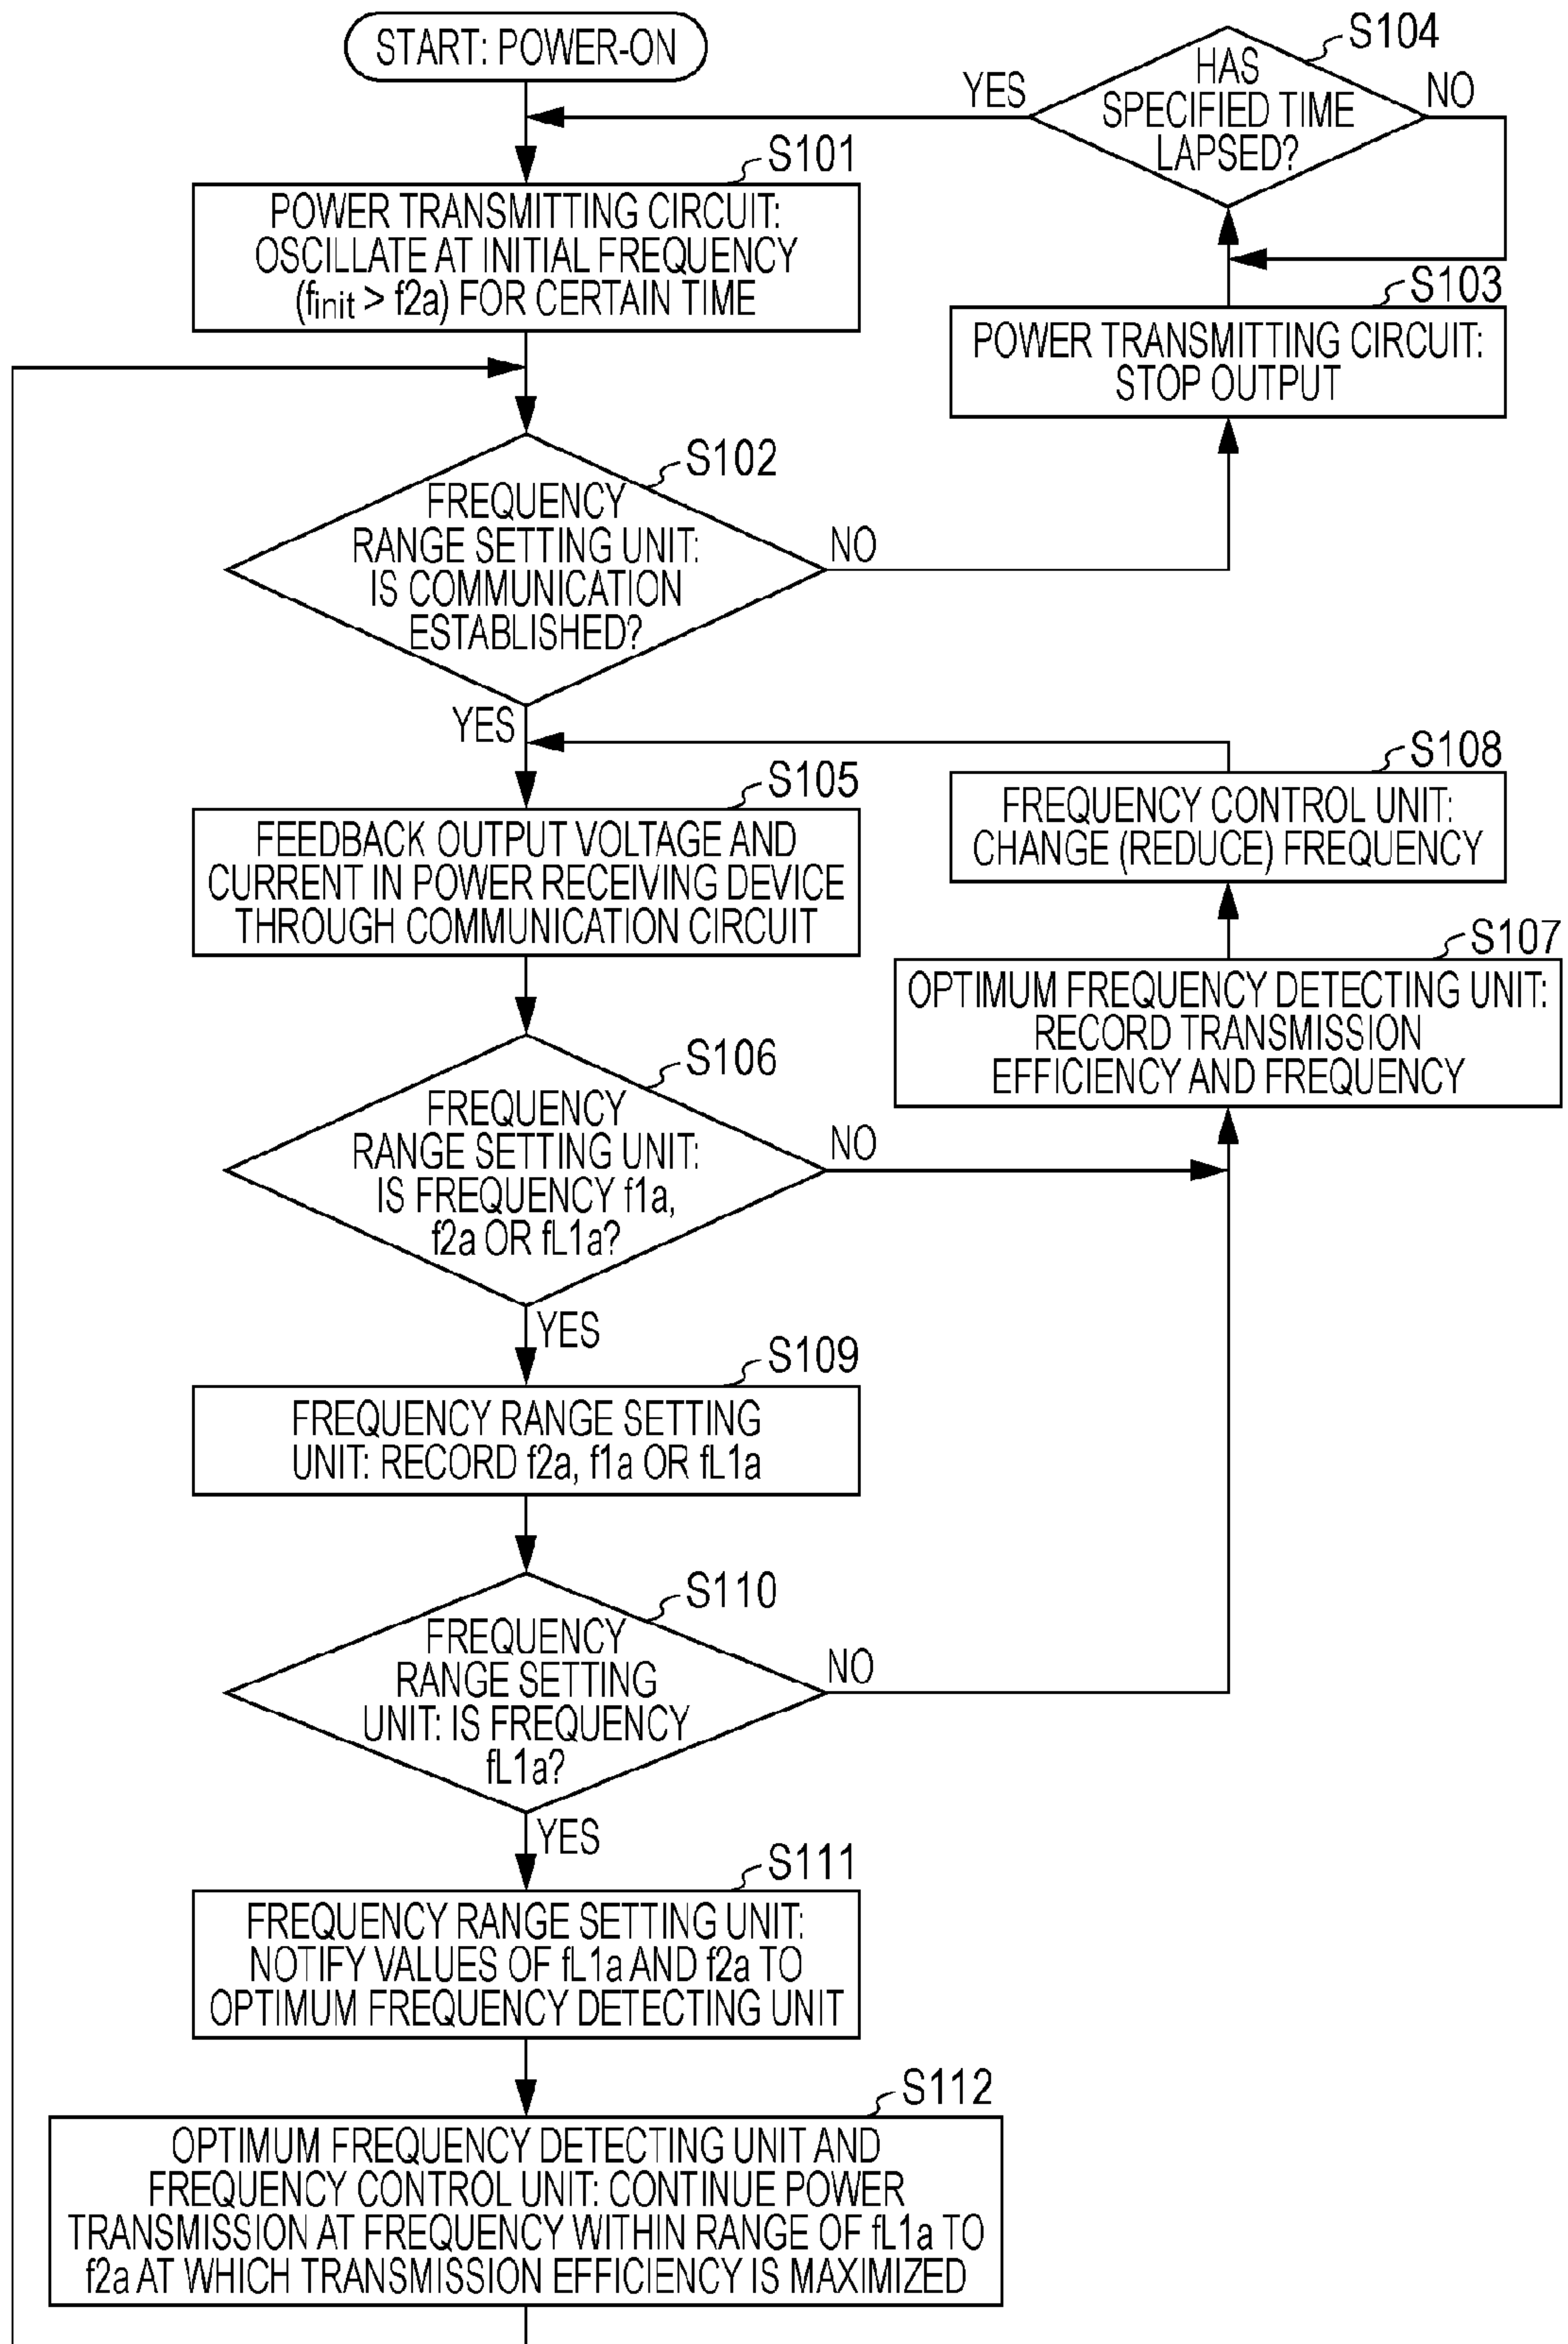 START: POWER-ON
S104
HAS
SPECIFIED TIME
LAPSED?
YES
NO
S101
POWER TRANSMITTING CIRCUIT:
OSCILLATE AT INITIAL FREQUENCY
(finit > f2a) FOR CERTAIN TIME
S103
POWER TRANSMITTING CIRCUIT:
STOP OUTPUT
S102
FREQUENCY
RANGE SETTING UNIT:
IS COMMUNICATION
ESTABLISHED?
NO
YES
S105
FEEDBACK OUTPUT VOLTAGE AND
CURRENT IN POWER RECEIVING DEVICE
THROUGH COMMUNICATION CIRCUIT
S108
FREQUENCY CONTROL UNIT:
CHANGE (REDUCE) FREQUENCY
S107
OPTIMUM FREQUENCY DETECTING UNIT:
RECORD TRANSMISSION
EFFICIENCY AND FREQUENCY
S106
FREQUENCY
RANGE SETTING UNIT:
IS FREQUENCY f1a,
f2a OR fL1a?
NO
YES
S109
FREQUENCY RANGE SETTING
UNIT: RECORD f2a, f1a OR fL1a
S110
FREQUENCY
RANGE SETTING
UNIT: IS FREQUENCY
fL1a?
NO
YES
S111
FREQUENCY RANGE SETTING UNIT:
NOTIFY VALUES OF fL1a AND f2a TO
OPTIMUM FREQUENCY DETECTING UNIT
S112
OPTIMUM FREQUENCY DETECTING UNIT AND
FREQUENCY CONTROL UNIT: CONTINUE POWER
TRANSMISSION AT FREQUENCY WITHIN RANGE OF fL1a TO
f2a AT WHICH TRANSMISSION EFFICIENCY IS MAXIMIZED